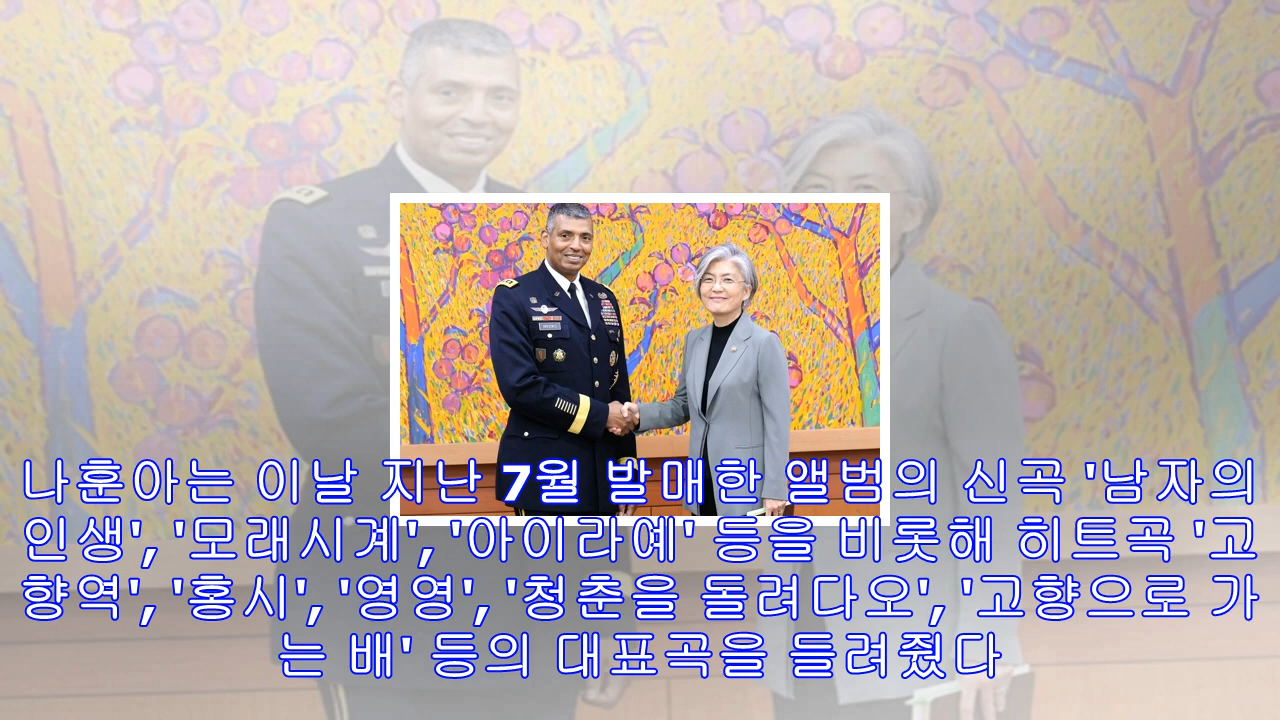 나훈아는 이날 지난 7월 발매한 앨범의 신곡 '남자의
인생', '모래시계', '아이라예' 등을 비롯해 히트곡 '고
향역', '홍시', '영영', '청춘을 돌려다오', '고향으로 가
는 배' 등의 대표곡을 들려줬다